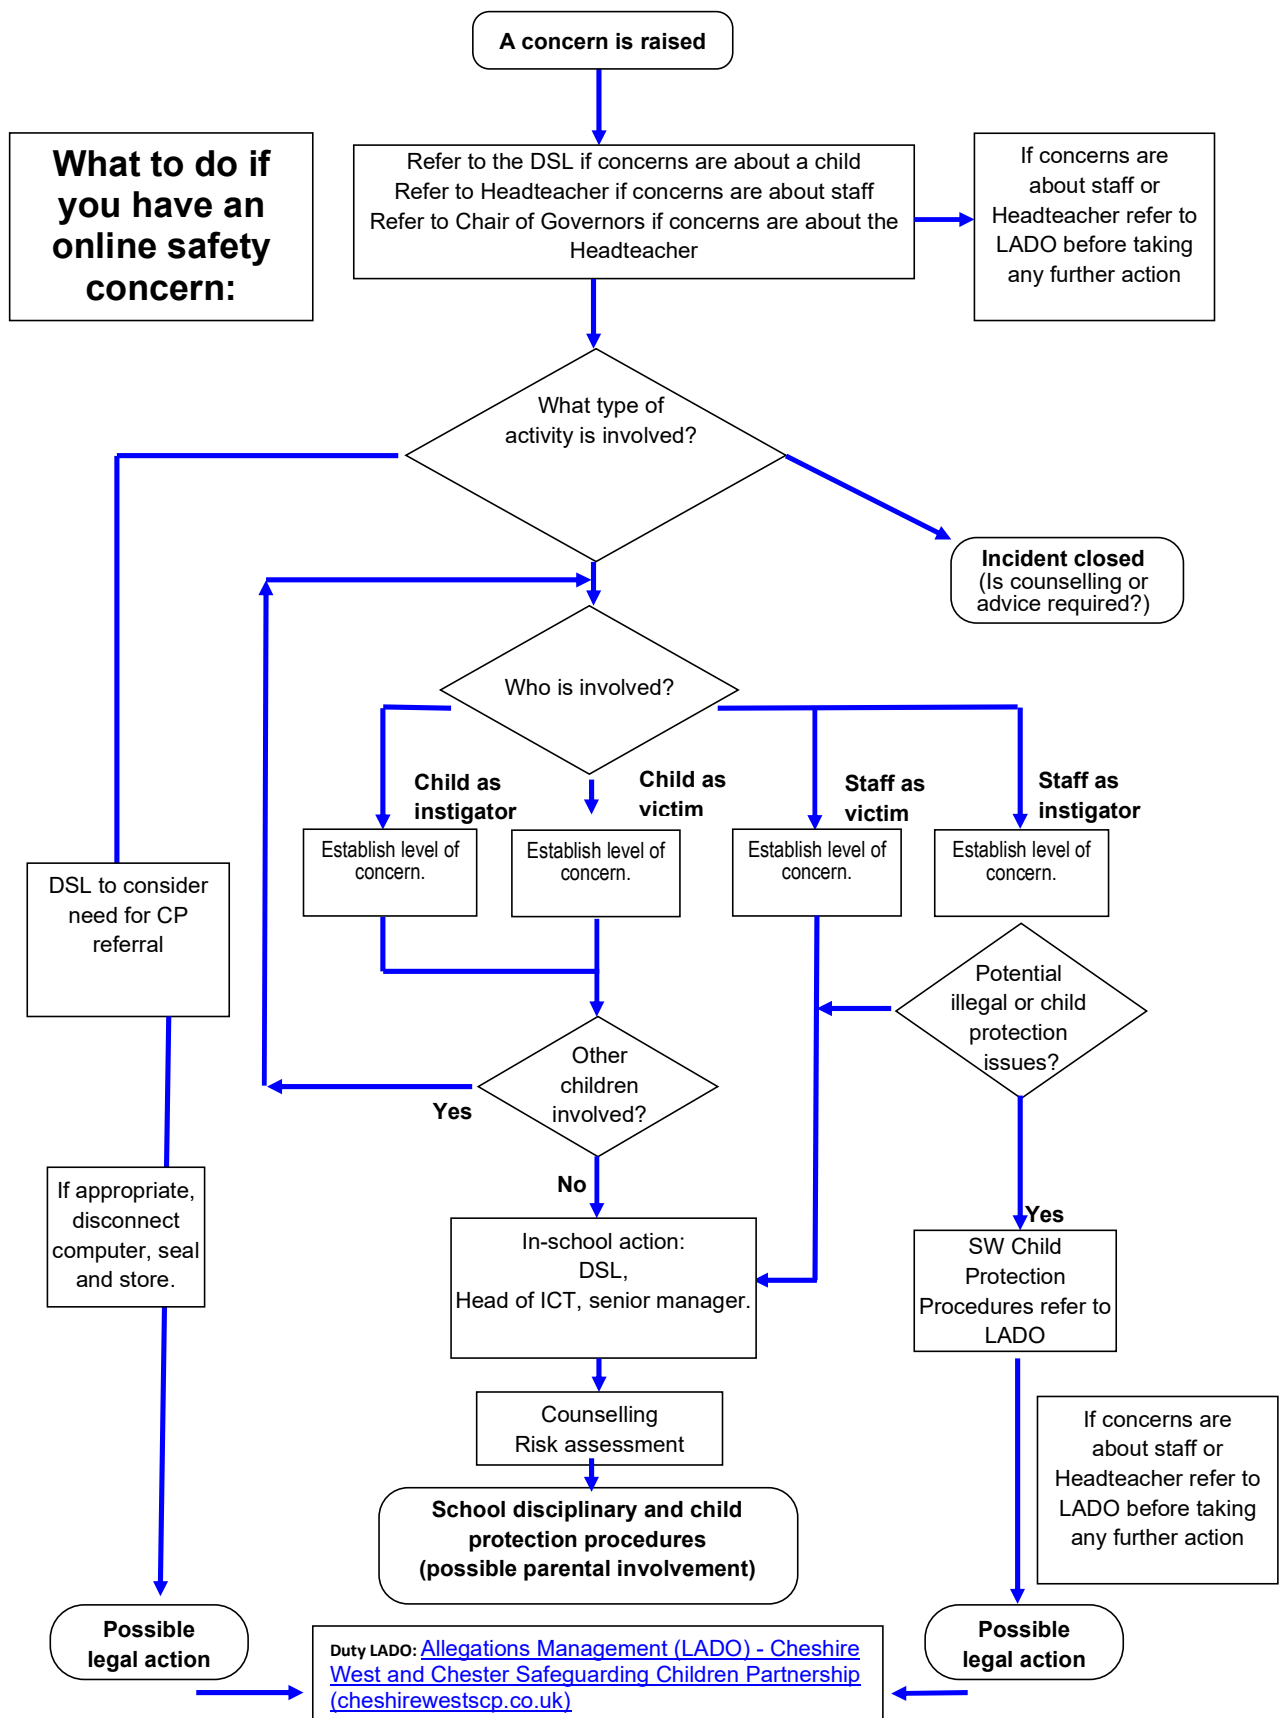 A concern is raised
What to do if
you have an
online safety
concern:
Refer to the DSL if concerns are about a child
Refer to Headteacher if concerns are about staff
Refer to Chair of Governors if concerns are about the
Headteacher
If concerns are
about staff or
Headteacher refer to
LADO before taking
any further action
What type of
activity is involved?
Incident closed
(Is counselling or
advice required?)
Who is involved?
Child as
instigator
Child as
victim
Staff as
victim
Staff as
instigator
Establish level of
concern.
Establish level of
concern.
Establish level of
concern.
Establish level of
concern.
DSL to consider
need for CP
referral
Potential
illegal or child
protection
issues?
Other
children
involved?
Yes
No
If appropriate,
disconnect
computer, seal
and store.
In-school action:
DSL,
Head of ICT, senior manager.
Yes
SW Child
Protection
Procedures refer to
LADO
Counselling
Risk assessment
If concerns are
about staff or
Headteacher refer to
LADO before taking
any further action
School disciplinary and child
protection procedures
(possible parental involvement)
Possible
legal action
Duty LADO: Allegations Management (LADO) - Cheshire
West and Chester Safeguarding Children Partnership
(cheshirewestscp.co.uk)
Possible
legal action